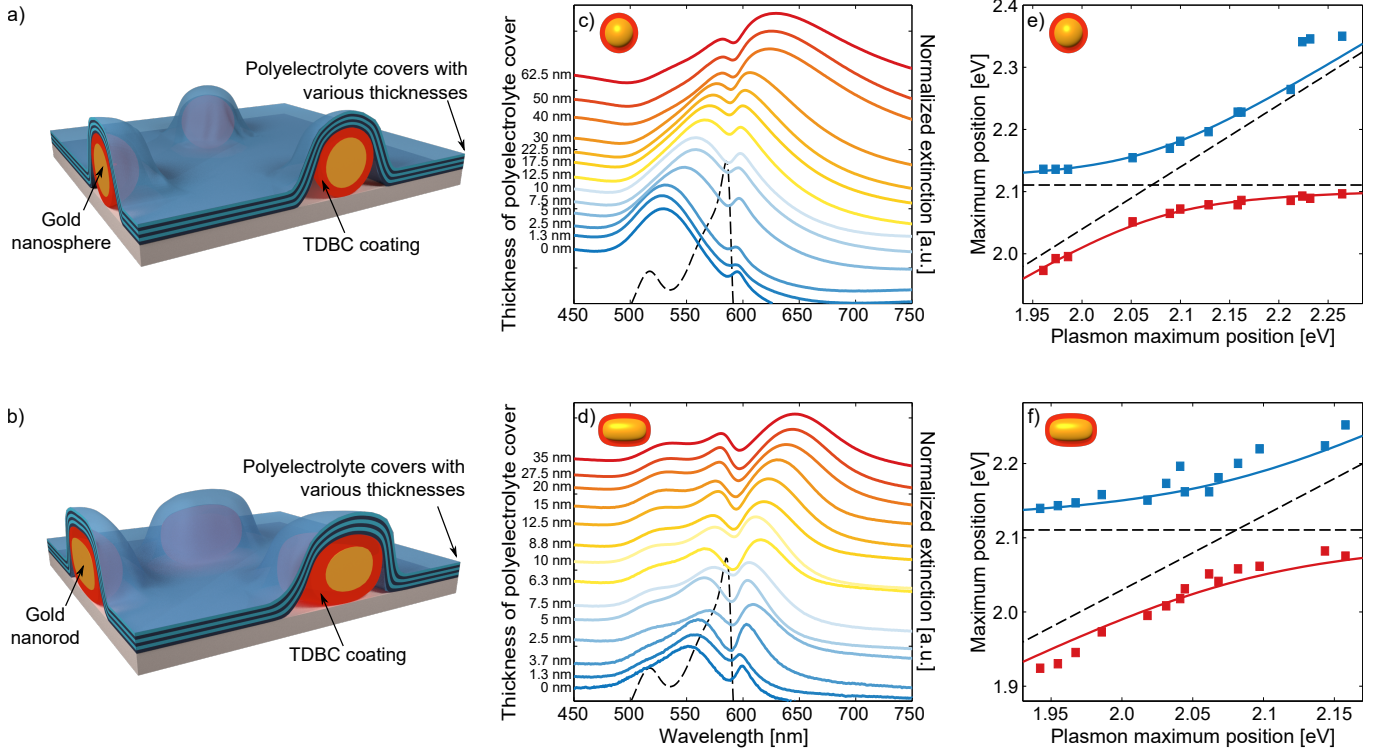 a)
Polyelectrolyte covers with
various thicknesses
Gold
nanosphere
TDBC coating
c)
Thickness of polyelectrolyte cover
62.5 nm
50 nm
40 nm
30 nm
22.5 nm
17.5 nm
12.5 nm
10 nm
7.5 nm
5 nm
2.5 nm
1.3 nm
0 nm
450 500 550 600 650 700 750
Normalized extinction [a.u.]
e)
Maximum position [eV]
2.4
2.3
2.2
2.1
2.0
1.9
1.95 2.0 2.05 2.1 2.15 2.2 2.25
Plasmon maximum position [eV]
b)
Polyelectrolyte covers with
various thicknesses
Gold
nanorod
TDBC coating
d)
Thickness of polyelectrolyte cover
35 nm
27.5 nm
20 nm
15 nm
12.5 nm
8.8 nm
10 nm
6.3 nm
7.5 nm
5 nm
2.5 nm
3.7 nm
1.3 nm
0 nm
450 500 550 600 650 700 750
Wavelength [nm]
Normalized extinction [a.u.]
f)
Maximum position [eV]
2.2
2.1
2.0
1.9
1.95 2.0 2.05 2.1 2.15
Plasmon maximum position [eV]